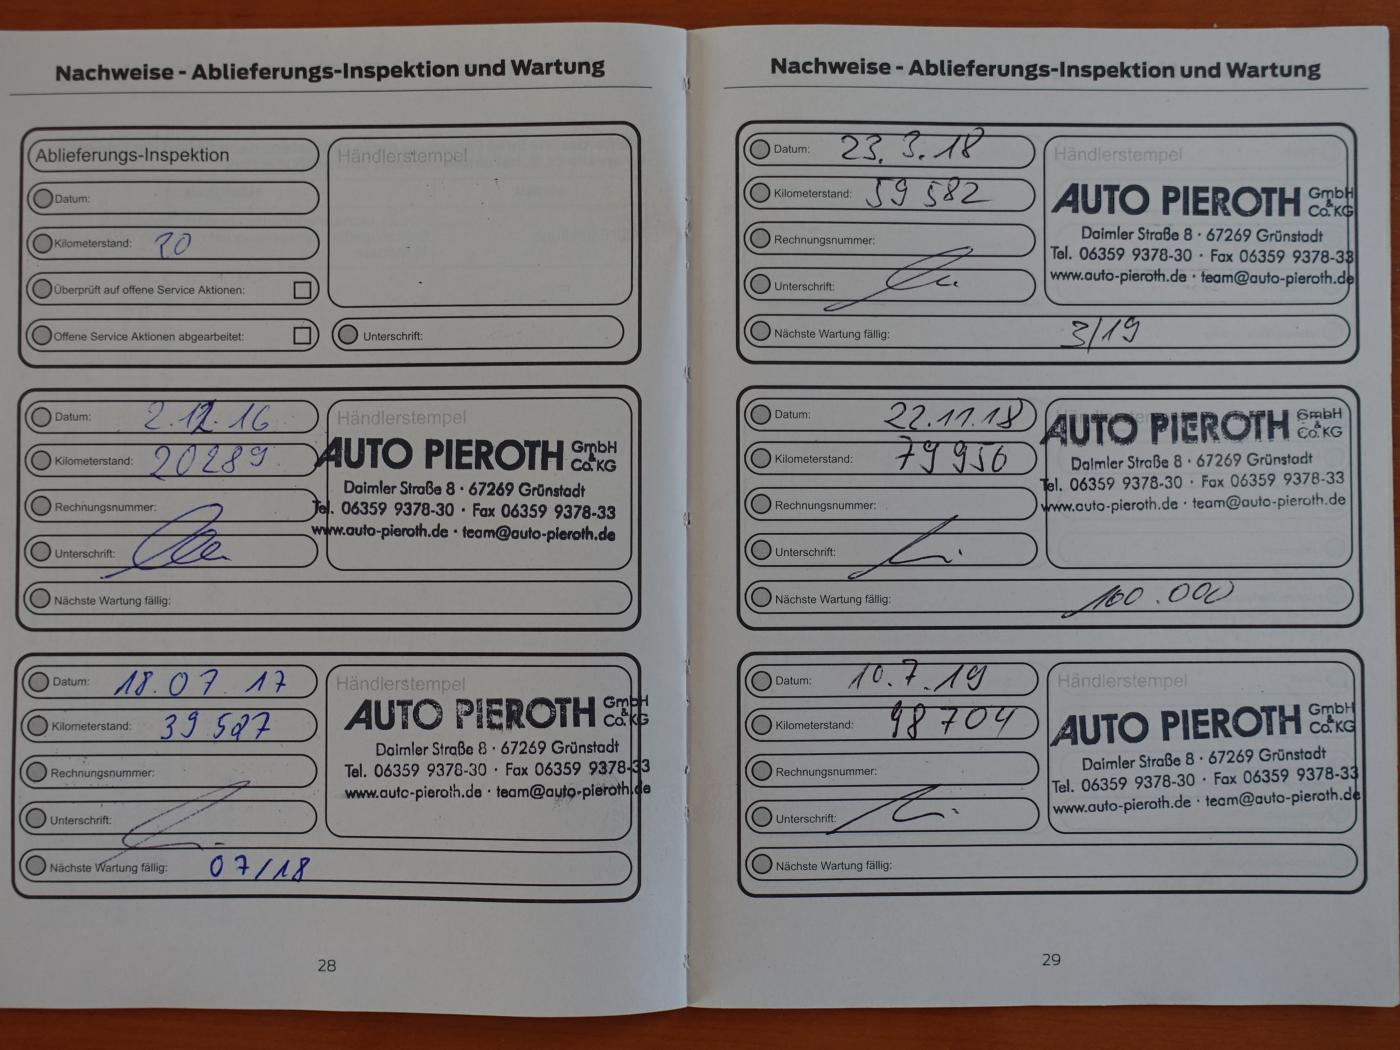 Nachweise - Ablieferungs-Inspektion und Wartung
Ablieferungs-Inspektion
Datum:
Kilometerstand: 20
Überprüft auf offene Service Aktionen:
Offene Service Aktionen abgearbeitet:
Händlerstempel
Unterschrift:
Datum: 2.12.16
Kilometerstand: 20289
Rechnungsnummer:
Unterschrift:
Nächste Wartung fällig:
Händlerstempel
AUTO PIEROTH GmbH & Co. KG
Daimler Straße 8 · 67269 Grünstadt
Tel. 06359 9378-30 · Fax 06359 9378-33
www.auto-pieroth.de · team@auto-pieroth.de
Datum: 18.07.17
Kilometerstand: 39 587
Rechnungsnummer:
Unterschrift:
Nächste Wartung fällig: 07/18
Händlerstempel
AUTO PIEROTH GmbH & Co. KG
Daimler Straße 8 · 67269 Grünstadt
Tel. 06359 9378-30 · Fax 06359 9378-33
www.auto-pieroth.de · team@auto-pieroth.de
28
Nachweise - Ablieferungs-Inspektion und Wartung
Datum: 23.3.18
Kilometerstand: 59 582
Rechnungsnummer:
Unterschrift:
Nächste Wartung fällig: 3/19
Händlerstempel
AUTO PIEROTH GmbH & Co. KG
Daimler Straße 8 · 67269 Grünstadt
Tel. 06359 9378-30 · Fax 06359 9378-33
www.auto-pieroth.de · team@auto-pieroth.de
Datum: 22.11.18
Kilometerstand: 79 956
Rechnungsnummer:
Unterschrift:
Nächste Wartung fällig: 100.000
Händlerstempel
AUTO PIEROTH GmbH & Co. KG
Daimler Straße 8 · 67269 Grünstadt
Tel. 06359 9378-30 · Fax 06359 9378-33
www.auto-pieroth.de · team@auto-pieroth.de
Datum: 10.7.19
Kilometerstand: 98704
Rechnungsnummer:
Unterschrift:
Nächste Wartung fällig:
Händlerstempel
AUTO PIEROTH GmbH & Co. KG
Daimler Straße 8 · 67269 Grünstadt
Tel. 06359 9378-30 · Fax 06359 9378-33
www.auto-pieroth.de · team@auto-pieroth.de
29